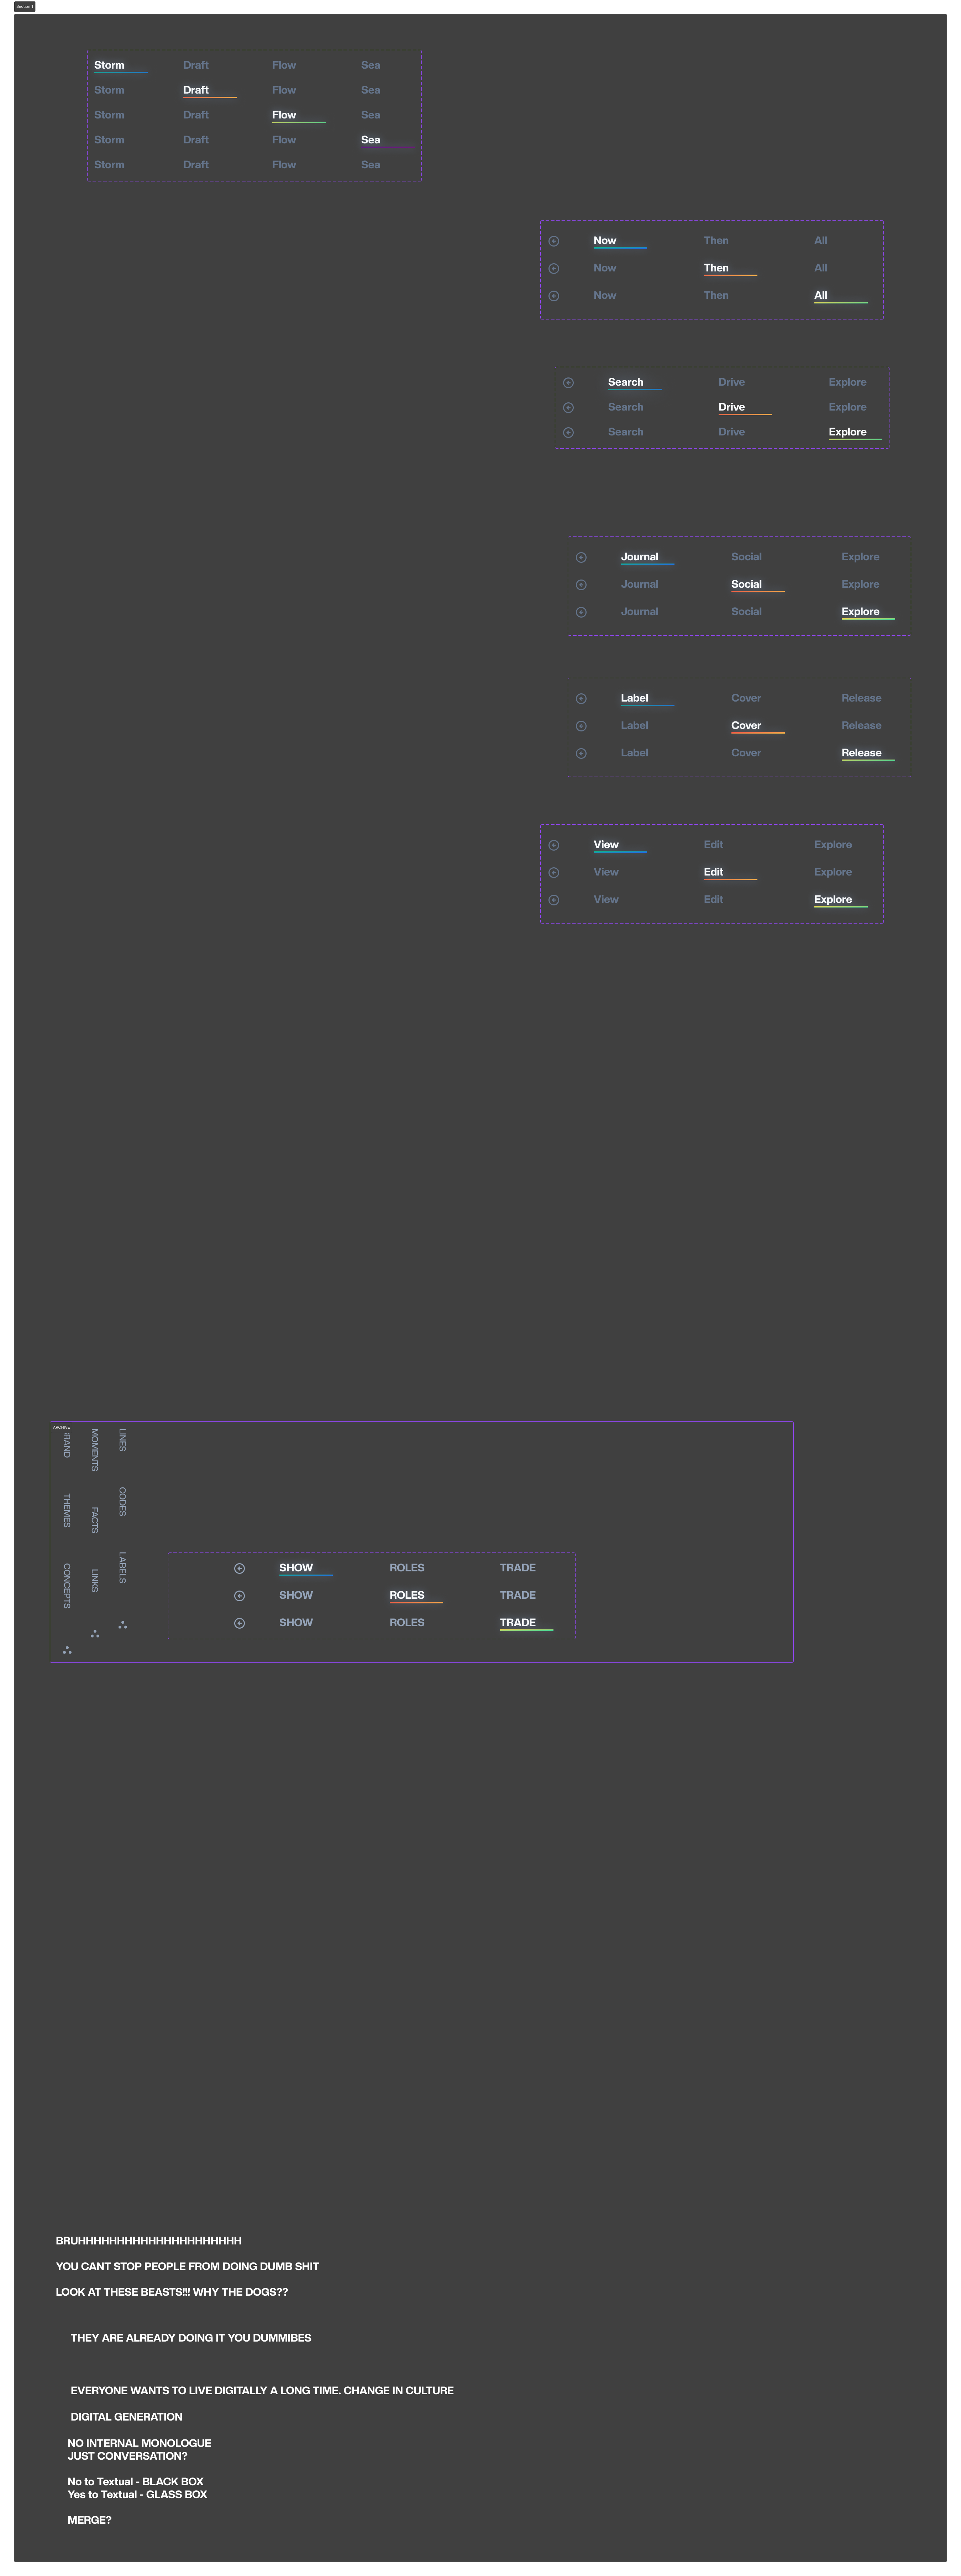 Section 1
Storm Draft Flow Sea
Storm Draft Flow Sea
Storm Draft Flow Sea
Storm Draft Flow Sea
Storm Draft Flow Sea
Now Then All
Now Then All
Now Then All
Search Drive Explore
Search Drive Explore
Search Drive Explore
Journal Social Explore
Journal Social Explore
Journal Social Explore
Label Cover Release
Label Cover Release
Label Cover Release
View Edit Explore
View Edit Explore
View Edit Explore
ARCHIVE
LINES CODES LABELS
MOMENTS FACTS LINKS
THEMES CONCEPTS
SHOW ROLES TRADE
SHOW ROLES TRADE
SHOW ROLES TRADE
BRUHHHHHHHHHHHHHHHHHHHHH
YOU CANT STOP PEOPLE FROM DOING DUMB SHIT
LOOK AT THESE BEASTS!!! WHY THE DOGS??
THEY ARE ALREADY DOING IT YOU DUMMIBES
EVERYONE WANTS TO LIVE DIGITALLY A LONG TIME. CHANGE IN CULTURE
DIGITAL GENERATION
NO INTERNAL MONOLOGUE
JUST CONVERSATION?
No to Textual - BLACK BOX
Yes to Textual - GLASS BOX
MERGE?